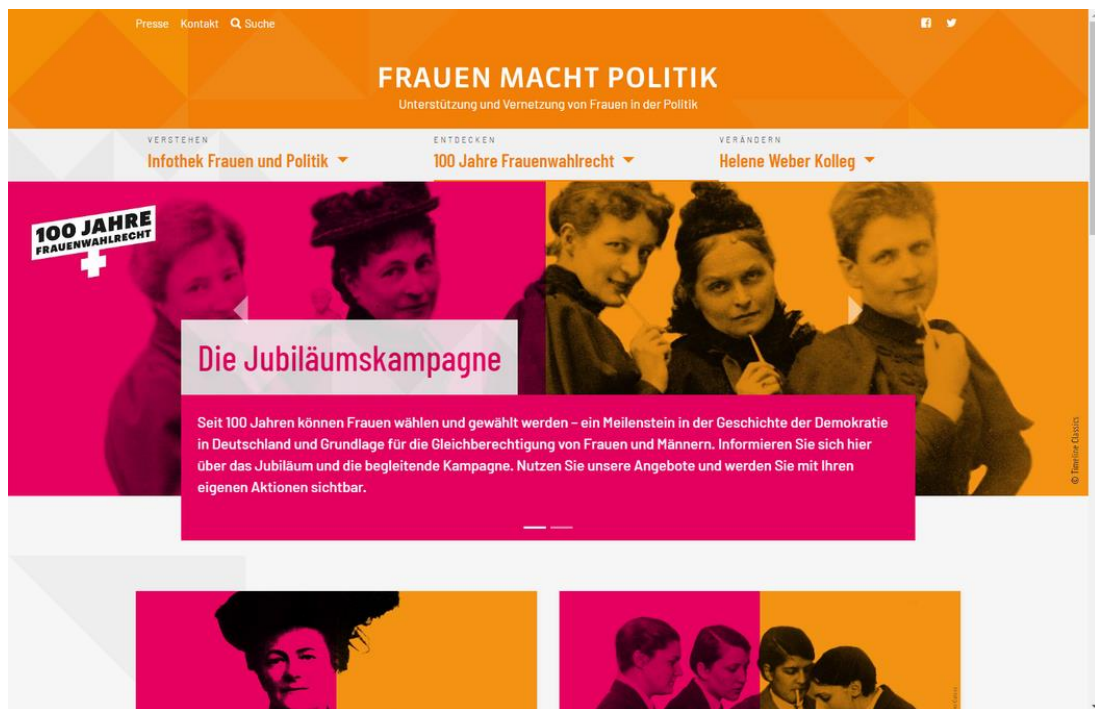 Presse Kontakt Suche
FRAUEN MACHT POLITIK
Unterstützung und Vernetzung von Frauen in der Politik
VERSTEHEN
Infothek Frauen und Politik
ENTDECKEN
100 Jahre Frauenwahlrecht
VERÄNDERN
Helene Weber Kolleg
100 JAHRE
FRAUENWAHLRECHT
Die Jubiläumskampagne
Seit 100 Jahren können Frauen wählen und gewählt werden – ein Meilenstein in der Geschichte der Demokratie
in Deutschland und Grundlage für die Gleichberechtigung von Frauen und Männern. Informieren Sie sich hier
über das Jubiläum und die begleitende Kampagne. Nutzen Sie unsere Angebote und werden Sie mit Ihren
eigenen Aktionen sichtbar.
© Timeline Classics